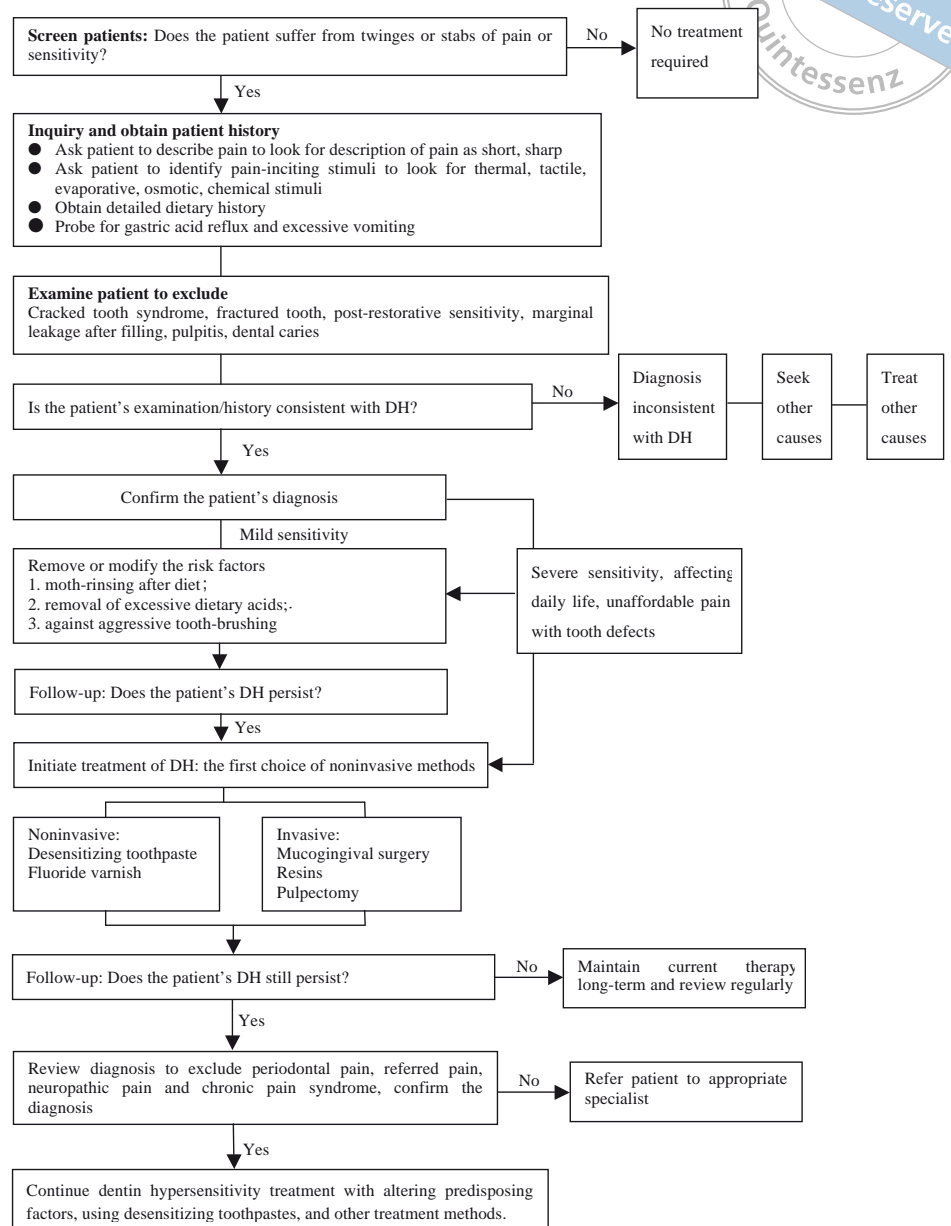 Screen patients: Does the patient suffer from twinges or stabs of pain or
sensitivity?
No
No treatment
required
Quintessenz
Yes
Inquiry and obtain patient history
● Ask patient to describe pain to look for description of pain as short, sharp
● Ask patient to identify pain-inciting stimuli to look for thermal, tactile,
evaporative, osmotic, chemical stimuli
● Obtain detailed dietary history
● Probe for gastric acid reflux and excessive vomiting
Examine patient to exclude
Cracked tooth syndrome, fractured tooth, post-restorative sensitivity, marginal
leakage after filling, pulpitis, dental caries
Is the patient's examination/history consistent with DH?
No
Diagnosis
inconsistent
with DH
Seek
other
causes
Treat
other
causes
Yes
Confirm the patient's diagnosis
Mild sensitivity
Remove or modify the risk factors
1. moth-rinsing after diet;
2. removal of excessive dietary acids;.
3. against aggressive tooth-brushing
Severe sensitivity, affecting
daily life, unaffordable pain
with tooth defects
Follow-up: Does the patient's DH persist?
Yes
Initiate treatment of DH: the first choice of noninvasive methods
Noninvasive:
Desensitizing toothpaste
Fluoride varnish
Invasive:
Mucogingival surgery
Resins
Pulpectomy
Follow-up: Does the patient's DH still persist?
No
Maintain current therapy
long-term and review regularly
Yes
Review diagnosis to exclude periodontal pain, referred pain,
neuropathic pain and chronic pain syndrome, confirm the
diagnosis
No
Refer patient to appropriate
specialist
Yes
Continue dentin hypersensitivity treatment with altering predisposing
factors, using desensitizing toothpastes, and other treatment methods.